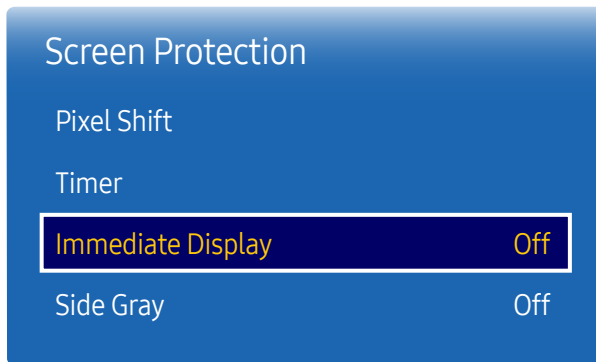 Screen Protection
Pixel Shift
Timer
Immediate Display Off
Side Gray Off